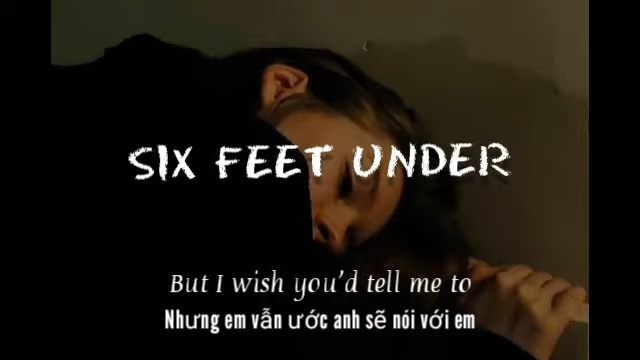 SIX FEET UNDER
But I wish you'd tell me to
Nhưng em vẫn ước anh sẽ nói với em